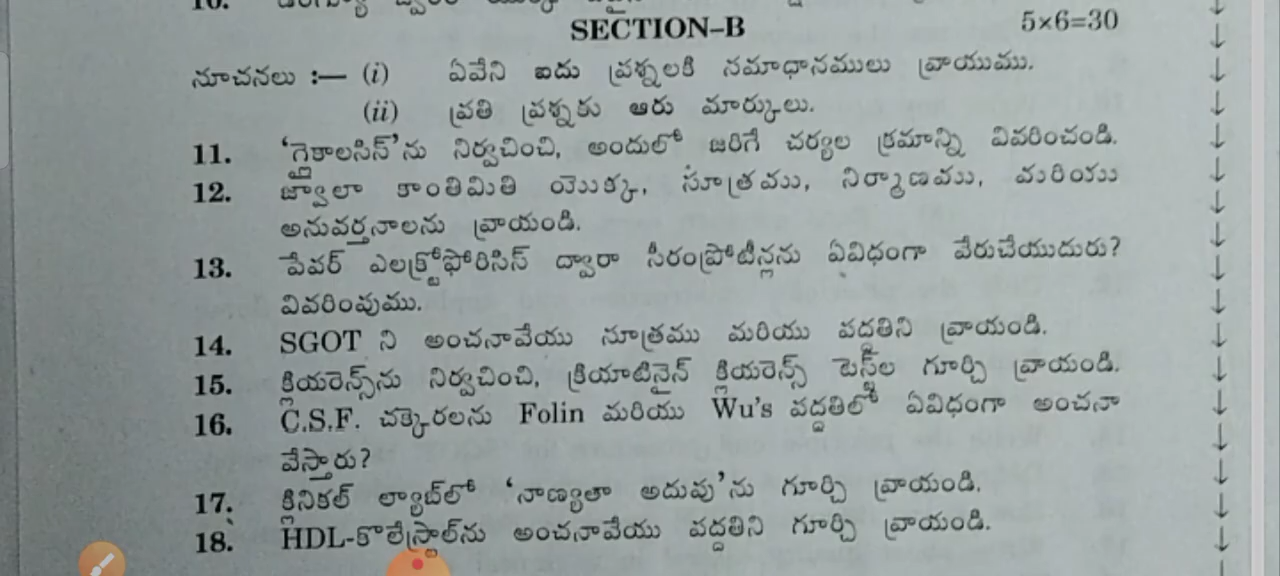 SECTION–B 5×6=30
సూచనలు :— (i) ఏవేని ఐదు ప్రశ్నలకి సమాధానములు వ్రాయుము.
(ii) ప్రతి ప్రశ్నకు ఆరు మార్కులు.
11. 'గ్లైకాలసిస్'ను నిర్వచించి, అందులో జరిగే చర్యల క్రమాన్ని వివరించండి.
12. జ్వాలా కాంతిమితి యొక్క, సూత్రము, నిర్మాణము, మరియు
అనువర్తనాలను వ్రాయండి.
13. పేపర్ ఎలక్ట్రోఫోరిసిస్ ద్వారా సీరంప్రోటీన్లను ఏవిధంగా వేరుచేయుదురు?
వివరింపుము.
14. SGOT ని అంచనావేయు సూత్రము మరియు పద్ధతిని వ్రాయండి.
15. క్లియరెన్స్‌ను నిర్వచించి, క్రియాటినైన్ క్లియరెన్స్ టెస్ట్‌ల గూర్చి వ్రాయండి.
16. C.S.F. చక్కెరలను Folin మరియు Wu's పద్ధతిలో ఏవిధంగా అంచనా
వేస్తారు?
17. క్లినికల్ ల్యాబ్‌లో 'నాణ్యతా అదుపు'ను గూర్చి వ్రాయండి.
18. HDL-కొలేస్ట్రాల్‌ను అంచనావేయు పద్ధతిని గూర్చి వ్రాయండి.